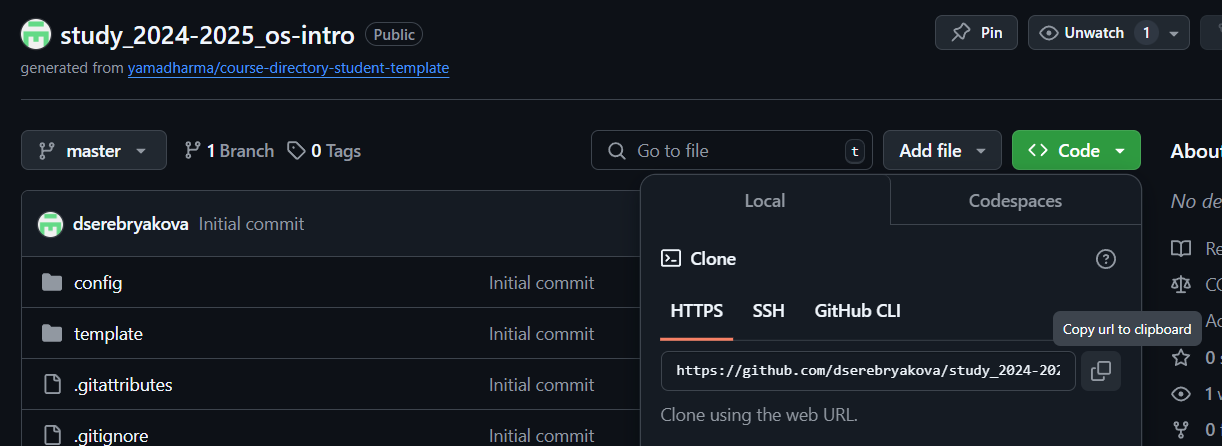 study_2024-2025_os-intro Public Pin Unwatch 1
generated from yamadharma/course-directory-student-template
master 1 Branch 0 Tags Go to file t Add file Code Abou
Local Codespaces No de
dserebryakova Initial commit
Clone Re
config Initial commit
HTTPS SSH GitHub CLI
Copy url to clipboard
template Initial commit
0
https://github.com/dserebryakova/study_2024-202
.gitattributes Initial commit
1
Clone using the web URL.
.gitignore Initial commit
0